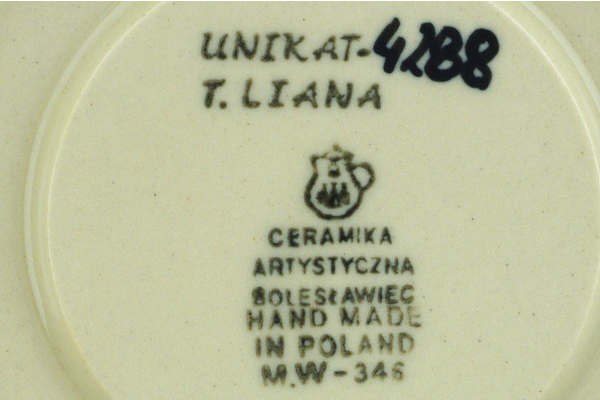 UNIKAT-4288
T. LIANA
CERAMIKA
ARTYSTYCZNA
BOLESŁAWIEC
HAND MADE
IN POLAND
M.W-346